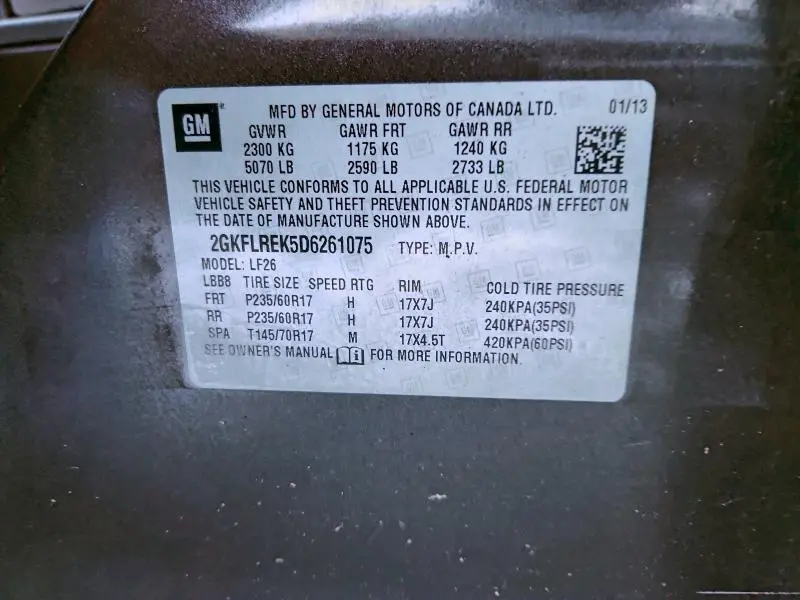 GM
MFD BY GENERAL MOTORS OF CANADA LTD. 01/13
GVWR GAWR FRT GAWR RR
2300 KG 1175 KG 1240 KG
5070 LB 2590 LB 2733 LB
THIS VEHICLE CONFORMS TO ALL APPLICABLE U.S. FEDERAL MOTOR
VEHICLE SAFETY AND THEFT PREVENTION STANDARDS IN EFFECT ON
THE DATE OF MANUFACTURE SHOWN ABOVE.
2GKFLREK5D6261075 TYPE: M.P.V.
MODEL: LF26
LBB8 TIRE SIZE SPEED RTG RIM COLD TIRE PRESSURE
FRT P235/60R17 H 17X7J 240KPA(35PSI)
RR P235/60R17 H 17X7J 240KPA(35PSI)
SPA T145/70R17 M 17X4.5T 420KPA(60PSI)
SEE OWNER'S MANUAL FOR MORE INFORMATION.